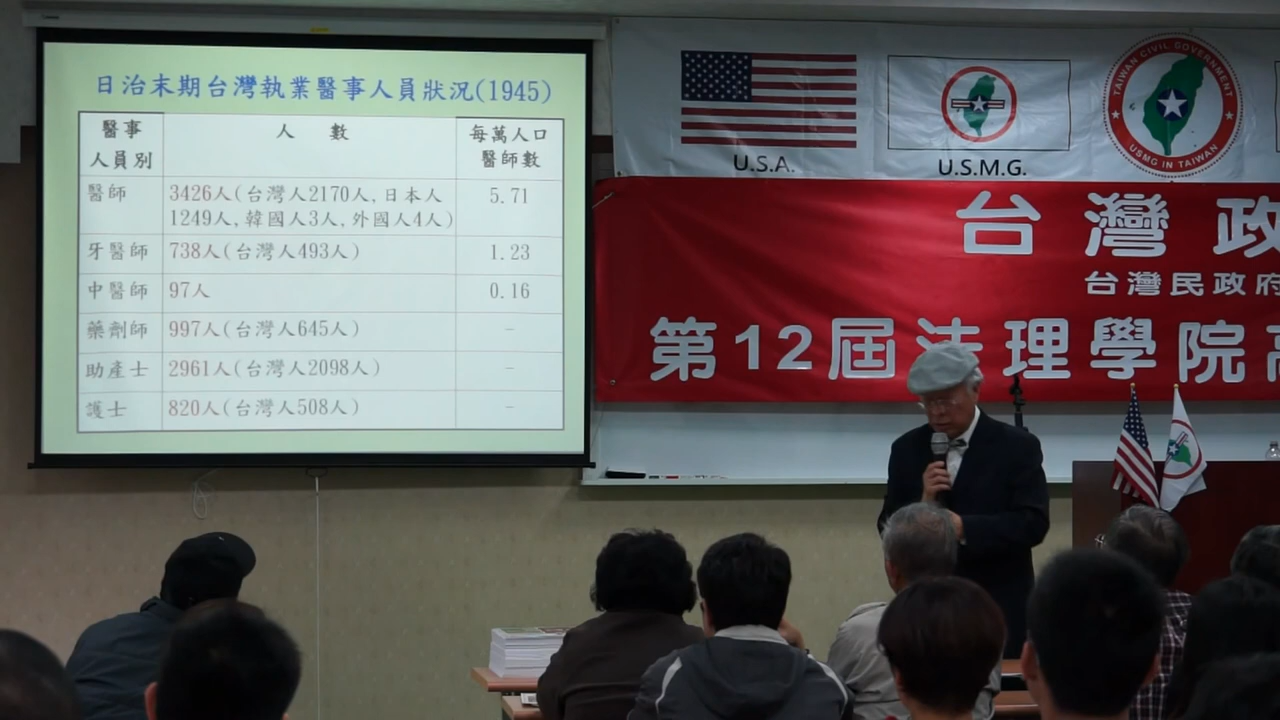 日治末期台灣執業醫事人員狀況(1945)
醫事
人員別
人 數
每萬人口
醫師數
醫師
3426人(台灣人2170人,日本人
1249人,韓國人3人,外國人4人)
5.71
牙醫師
738人(台灣人493人)
1.23
中醫師
97人
0.16
藥劑師
997人(台灣人645人)
-
助產士
2961人(台灣人2098人)
-
護士
820人(台灣人508人)
-
U.S.A.
U.S.M.G.
TAIWAN CIVIL GOVERNMENT
USMG IN TAIWAN
台灣政
台灣民政府
第12屆法理學院高